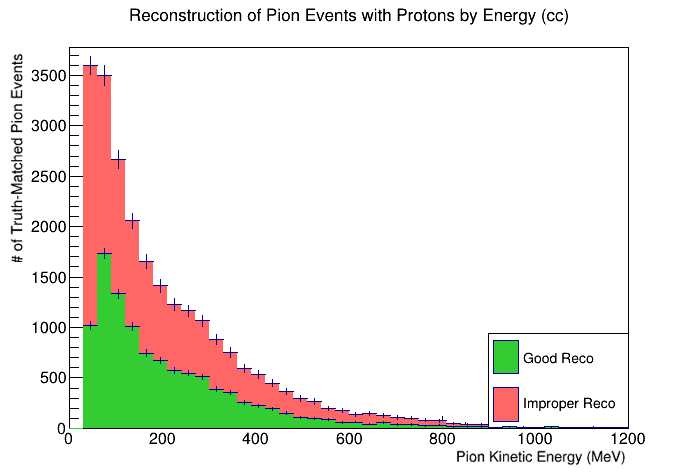 Reconstruction of Pion Events with Protons by Energy (cc)
# of Truth-Matched Pion Events
3500
3000
2500
2000
1500
1000
500
0
Good Reco
Improper Reco
0 200 400 600 800 1000 1200
Pion Kinetic Energy (MeV)